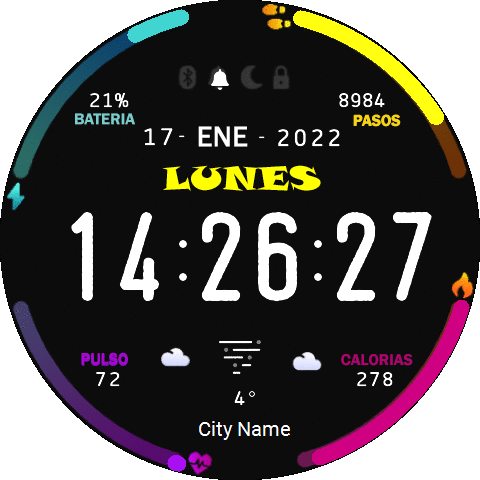 21%
BATERIA
8984
PASOS
17- ENE - 2022
LUNES
14:26:27
PULSO
72
CALORIAS
278
4°
City Name